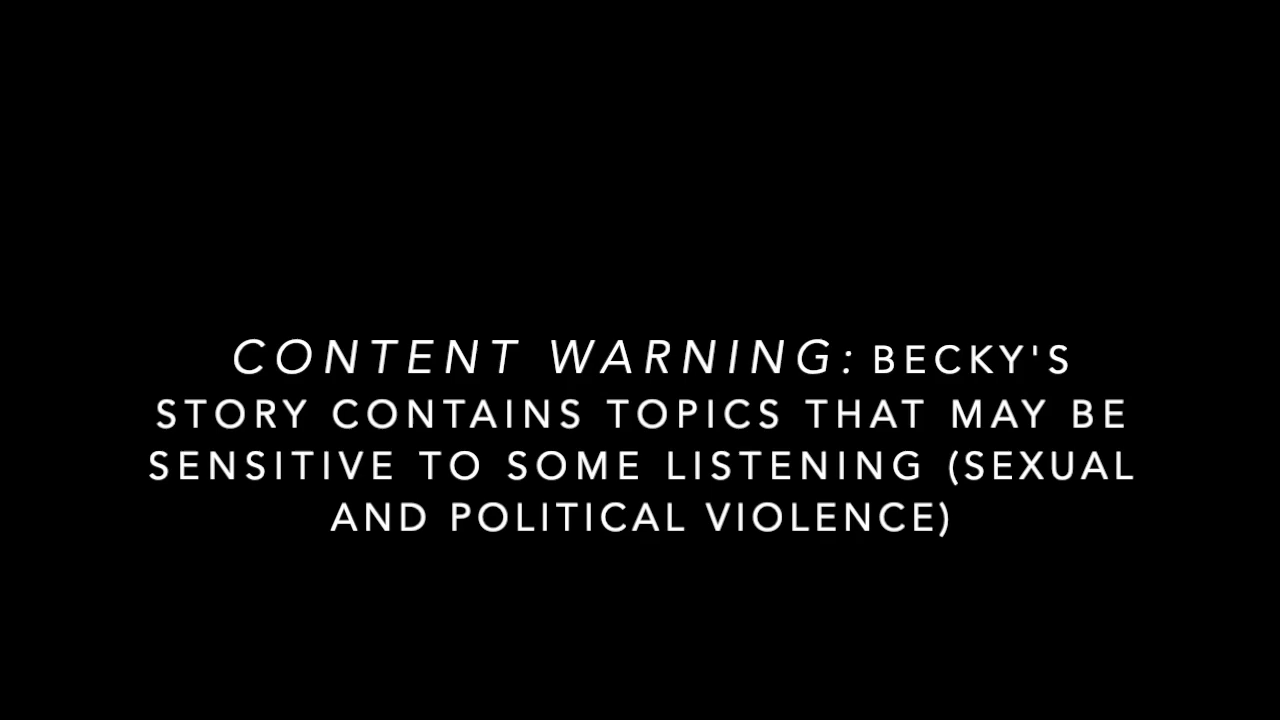 CONTENT WARNING: BECKY'S
STORY CONTAINS TOPICS THAT MAY BE
SENSITIVE TO SOME LISTENING (SEXUAL
AND POLITICAL VIOLENCE)